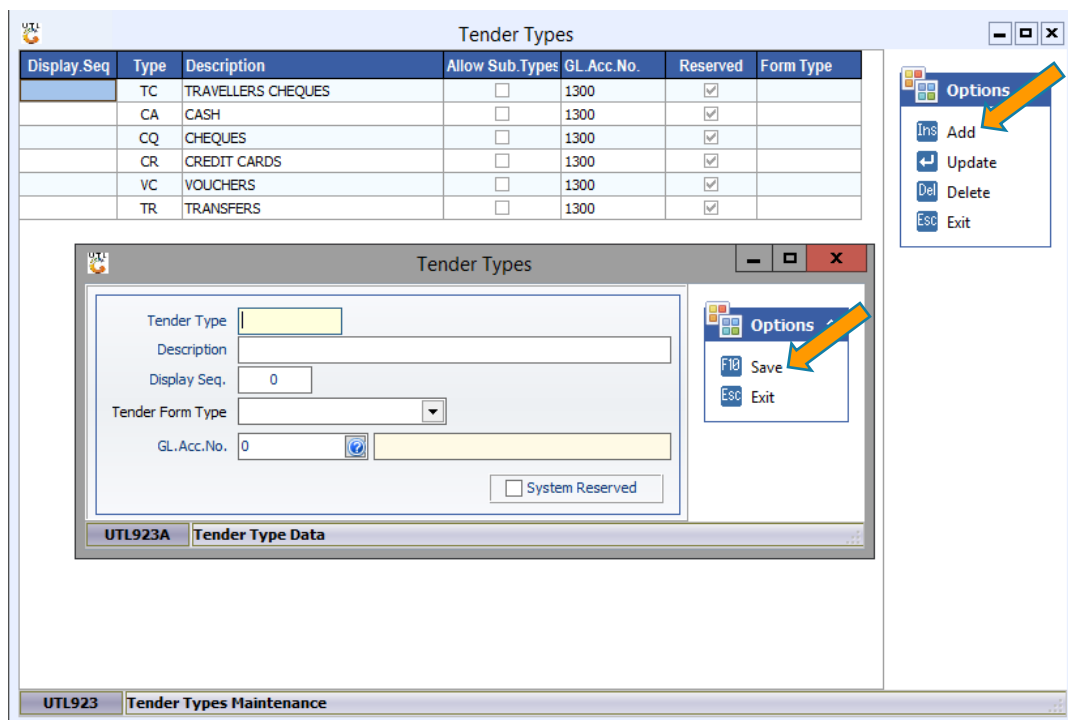 UTL
Tender Types
Display.Seq Type Description Allow Sub.Types GL.Acc.No. Reserved Form Type
TC TRAVELLERS CHEQUES 1300
CA CASH 1300
CQ CHEQUES 1300
CR CREDIT CARDS 1300
VC VOUCHERS 1300
TR TRANSFERS 1300
Options
Ins Add
Update
Del Delete
Esc Exit
UTL
Tender Types
Tender Type
Description
Display Seq. 0
Tender Form Type
GL.Acc.No. 0
System Reserved
Options
F10 Save
Esc Exit
UTL923A Tender Type Data
UTL923 Tender Types Maintenance